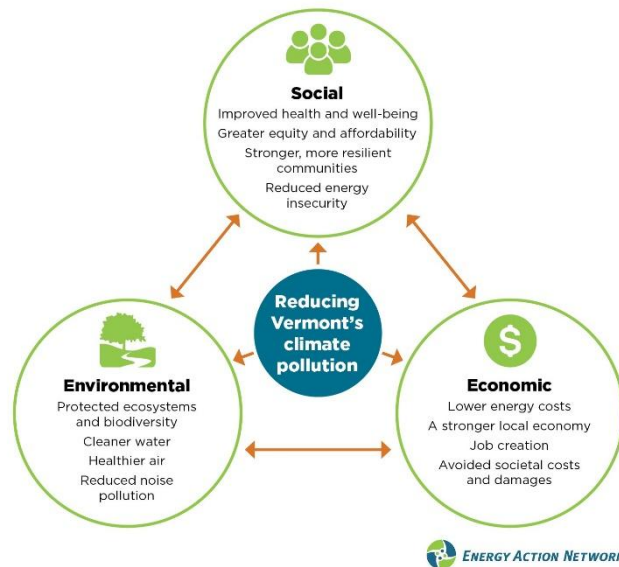 Social
Improved health and well-being
Greater equity and affordability
Stronger, more resilient
communities
Reduced energy
insecurity
Reducing
Vermont's
climate
pollution
Environmental
Protected ecosystems
and biodiversity
Cleaner water
Healthier air
Reduced noise
pollution
$
Economic
Lower energy costs
A stronger local economy
Job creation
Avoided societal costs
and damages
ENERGY ACTION NETWORK